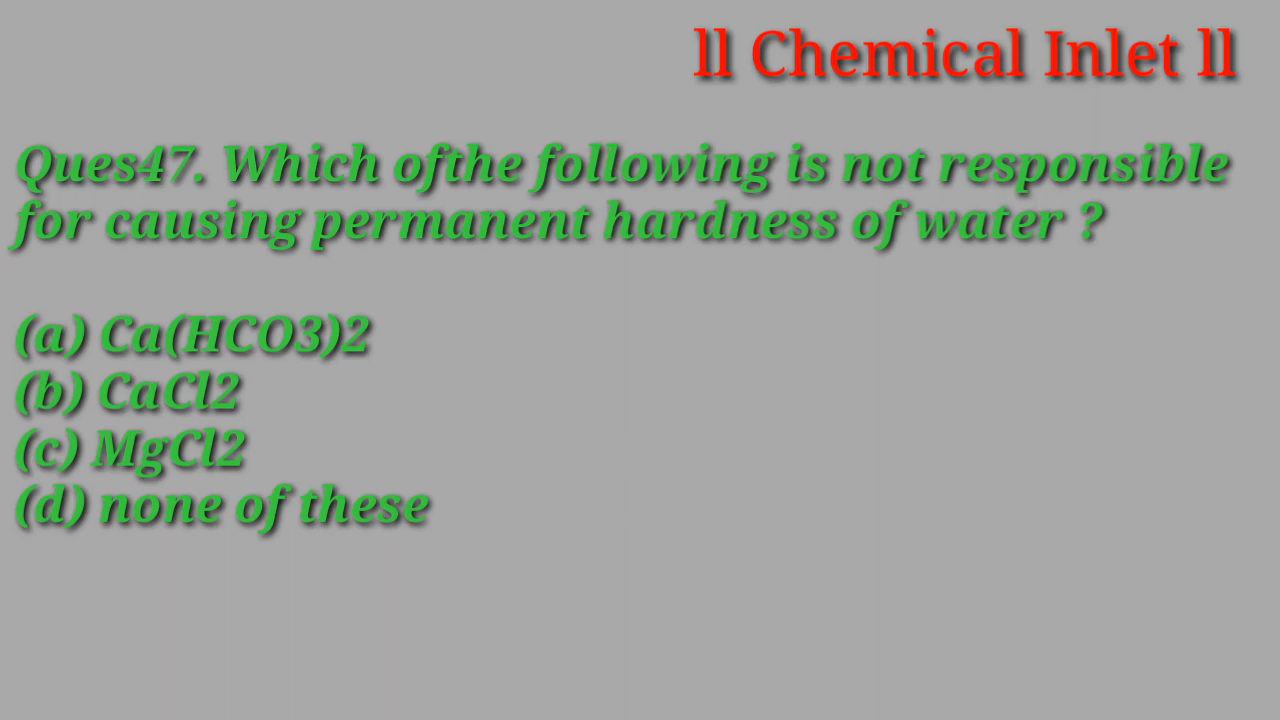 ll Chemical Inlet ll
Ques47. Which ofthe following is not responsible
for causing permanent hardness of water ?
(a) Ca(HCO3)2
(b) CaCl2
(c) MgCl2
(d) none of these